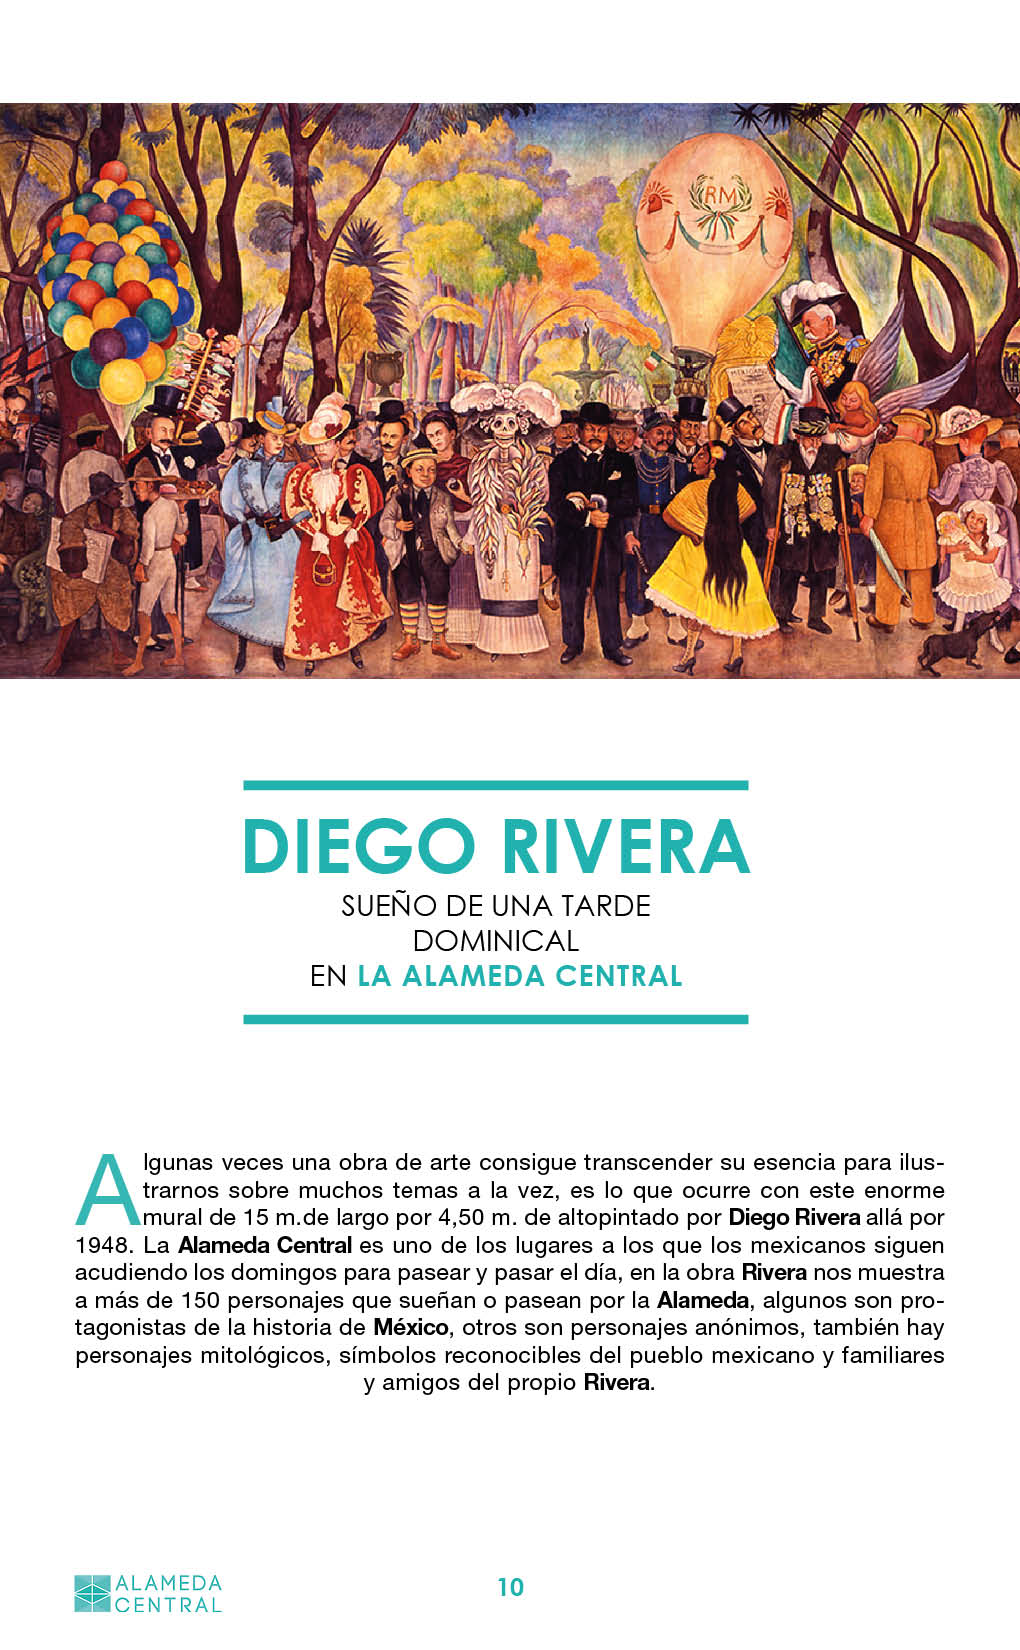 RM
DIEGO RIVERA
SUEÑO DE UNA TARDE
DOMINICAL
EN LA ALAMEDA CENTRAL
Algunas veces una obra de arte consigue transcender su esencia para ilus-
trarnos sobre muchos temas a la vez, es lo que ocurre con este enorme
mural de 15 m.de largo por 4,50 m. de altopintado por Diego Rivera allá por
1948. La Alameda Central es uno de los lugares a los que los mexicanos siguen
acudiendo los domingos para pasear y pasar el día, en la obra Rivera nos muestra
a más de 150 personajes que sueñan o pasean por la Alameda, algunos son pro-
tagonistas de la historia de México, otros son personajes anónimos, también hay
personajes mitológicos, símbolos reconocibles del pueblo mexicano y familiares
y amigos del propio Rivera.
ALAMEDA
CENTRAL
10